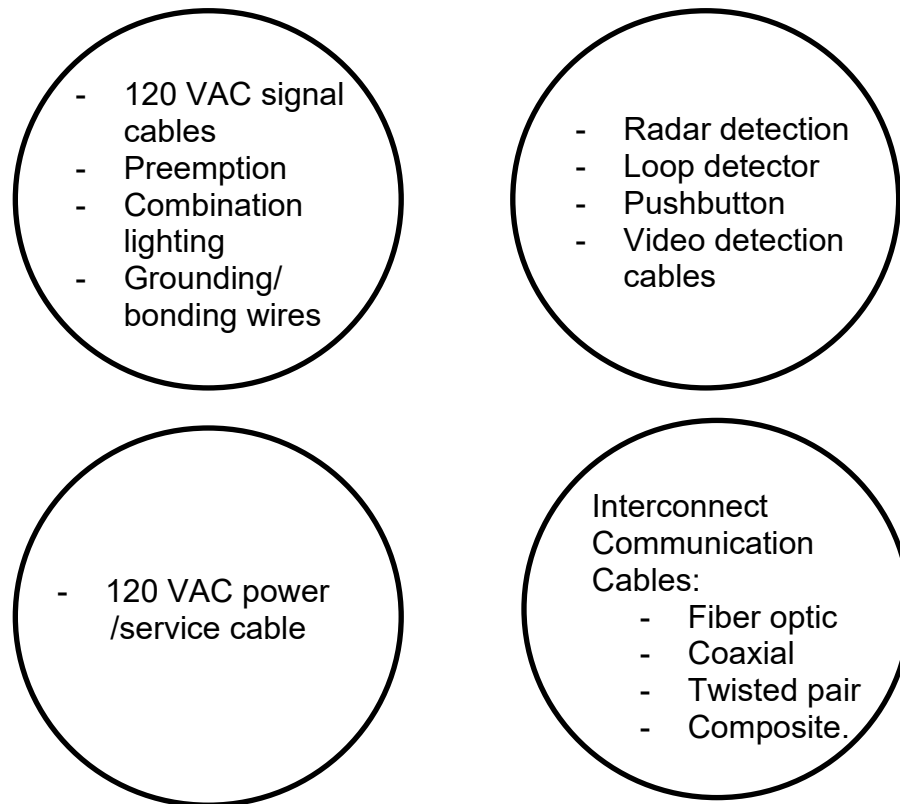 - 120 VAC signal
cables
- Preemption
- Combination
lighting
- Grounding/
bonding wires
- Radar detection
- Loop detector
- Pushbutton
- Video detection
cables
- 120 VAC power
/service cable
Interconnect
Communication
Cables:
- Fiber optic
- Coaxial
- Twisted pair
- Composite.